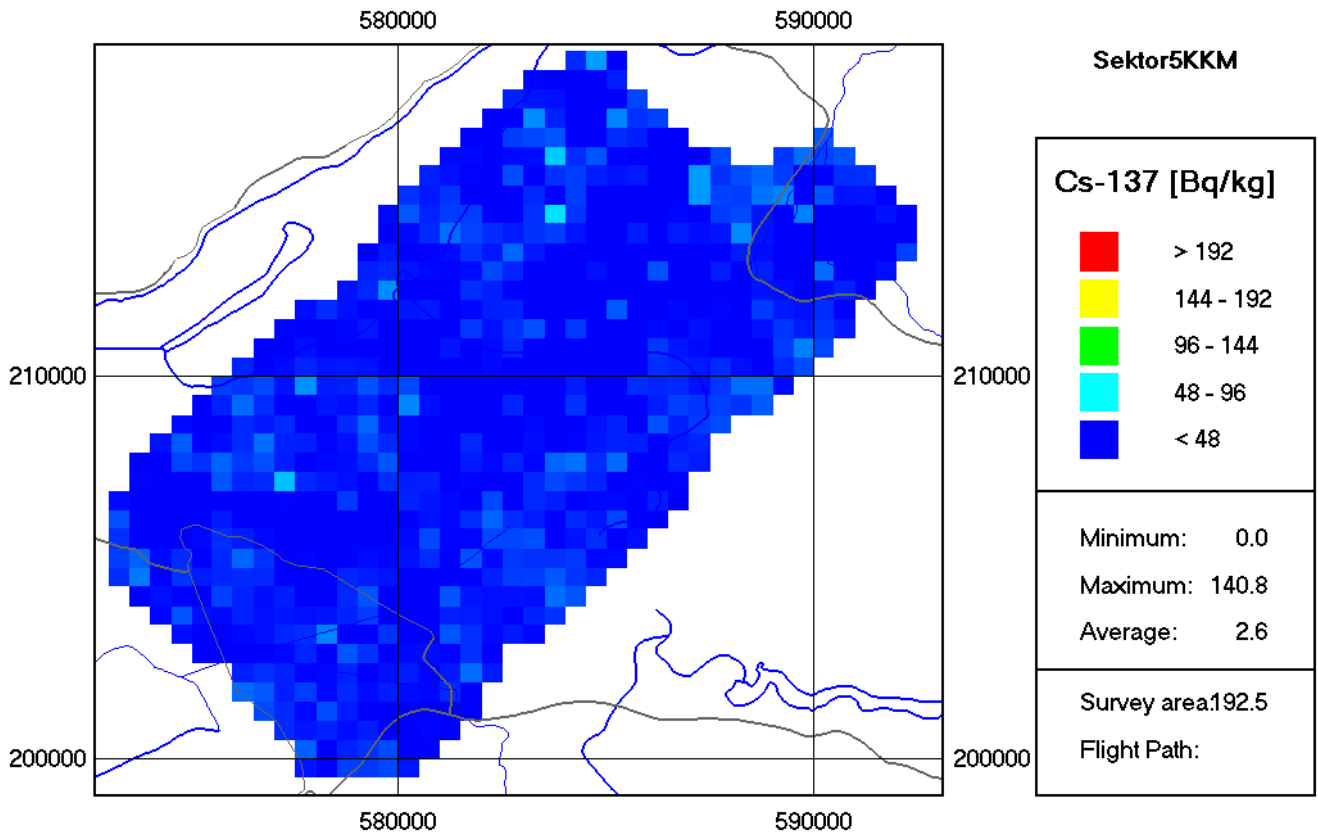 580000
590000
Sektor5KKM
Cs-137 [Bq/kg]
> 192
144 - 192
96 - 144
48 - 96
< 48
210000
210000
Minimum: 0.0
Maximum: 140.8
Average: 2.6
Survey area:192.5
Flight Path:
200000
200000
580000
590000